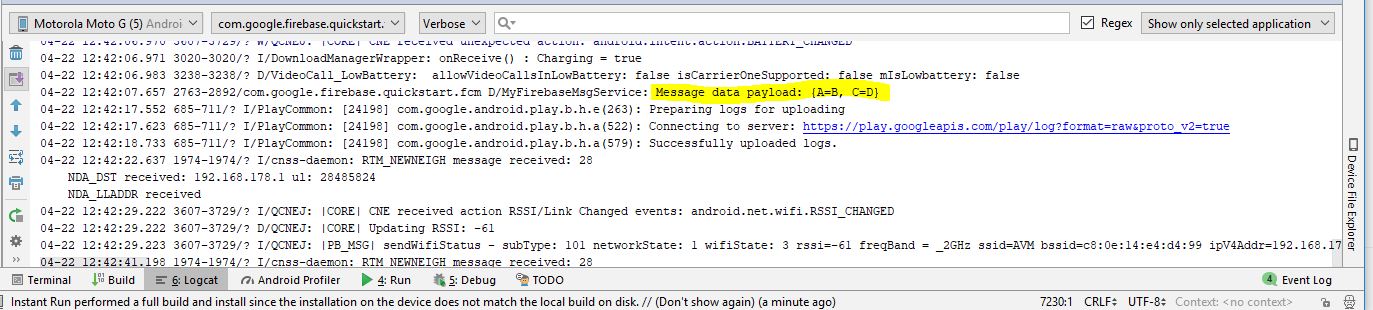 Motorola Moto G (5) Android com.google.firebase.quickstart. Verbose Regex Show only selected application
04-22 12:42:06.970 3607-3729/? W/QCNEJ: |CORE| CNE received unexpected action: android.intent.action.BATTERY_CHANGED
04-22 12:42:06.971 3020-3020/? I/DownloadManagerWrapper: onReceive() : Charging = true
04-22 12:42:06.983 3238-3238/? D/VideoCall_LowBattery: allowVideoCallsInLowBattery: false isCarrierOneSupported: false mIsLowbattery: false
04-22 12:42:07.657 2763-2892/com.google.firebase.quickstart.fcm D/MyFirebaseMsgService: Message data payload: {A=B, C=D}
04-22 12:42:17.552 685-711/? I/PlayCommon: [24198] com.google.android.play.b.h.e(263): Preparing logs for uploading
04-22 12:42:17.623 685-711/? I/PlayCommon: [24198] com.google.android.play.b.h.a(522): Connecting to server: https://play.googleapis.com/play/log?format=raw&proto_v2=true
04-22 12:42:18.733 685-711/? I/PlayCommon: [24198] com.google.android.play.b.h.a(579): Successfully uploaded logs.
04-22 12:42:22.637 1974-1974/? I/cnss-daemon: RTM_NEWNEIGH message received: 28
NDA_DST received: 192.168.178.1 ul: 28485824
NDA_LLADDR received
04-22 12:42:29.222 3607-3729/? I/QCNEJ: |CORE| CNE received action RSSI/Link Changed events: android.net.wifi.RSSI_CHANGED
04-22 12:42:29.222 3607-3729/? D/QCNEJ: |CORE| Updating RSSI: -61
04-22 12:42:29.223 3607-3729/? I/QCNEJ: |PB_MSG| sendWifiStatus - subType: 101 networkState: 1 wifiState: 3 rssi=-61 freqBand = _2GHz ssid=AVM bssid=c8:0e:14:e4:d4:99 ipV4Addr=192.168.17
04-22 12:42:41.198 1974-1974/? I/cnss-daemon: RTM_NEWNEIGH message received: 28
Device File Explorer
Terminal Build 6: Logcat Android Profiler 4: Run 5: Debug TODO 4 Event Log
Instant Run performed a full build and install since the installation on the device does not match the local build on disk. // (Don't show again) (a minute ago) 7230:1 CRLF UTF-8 Context: <no context>